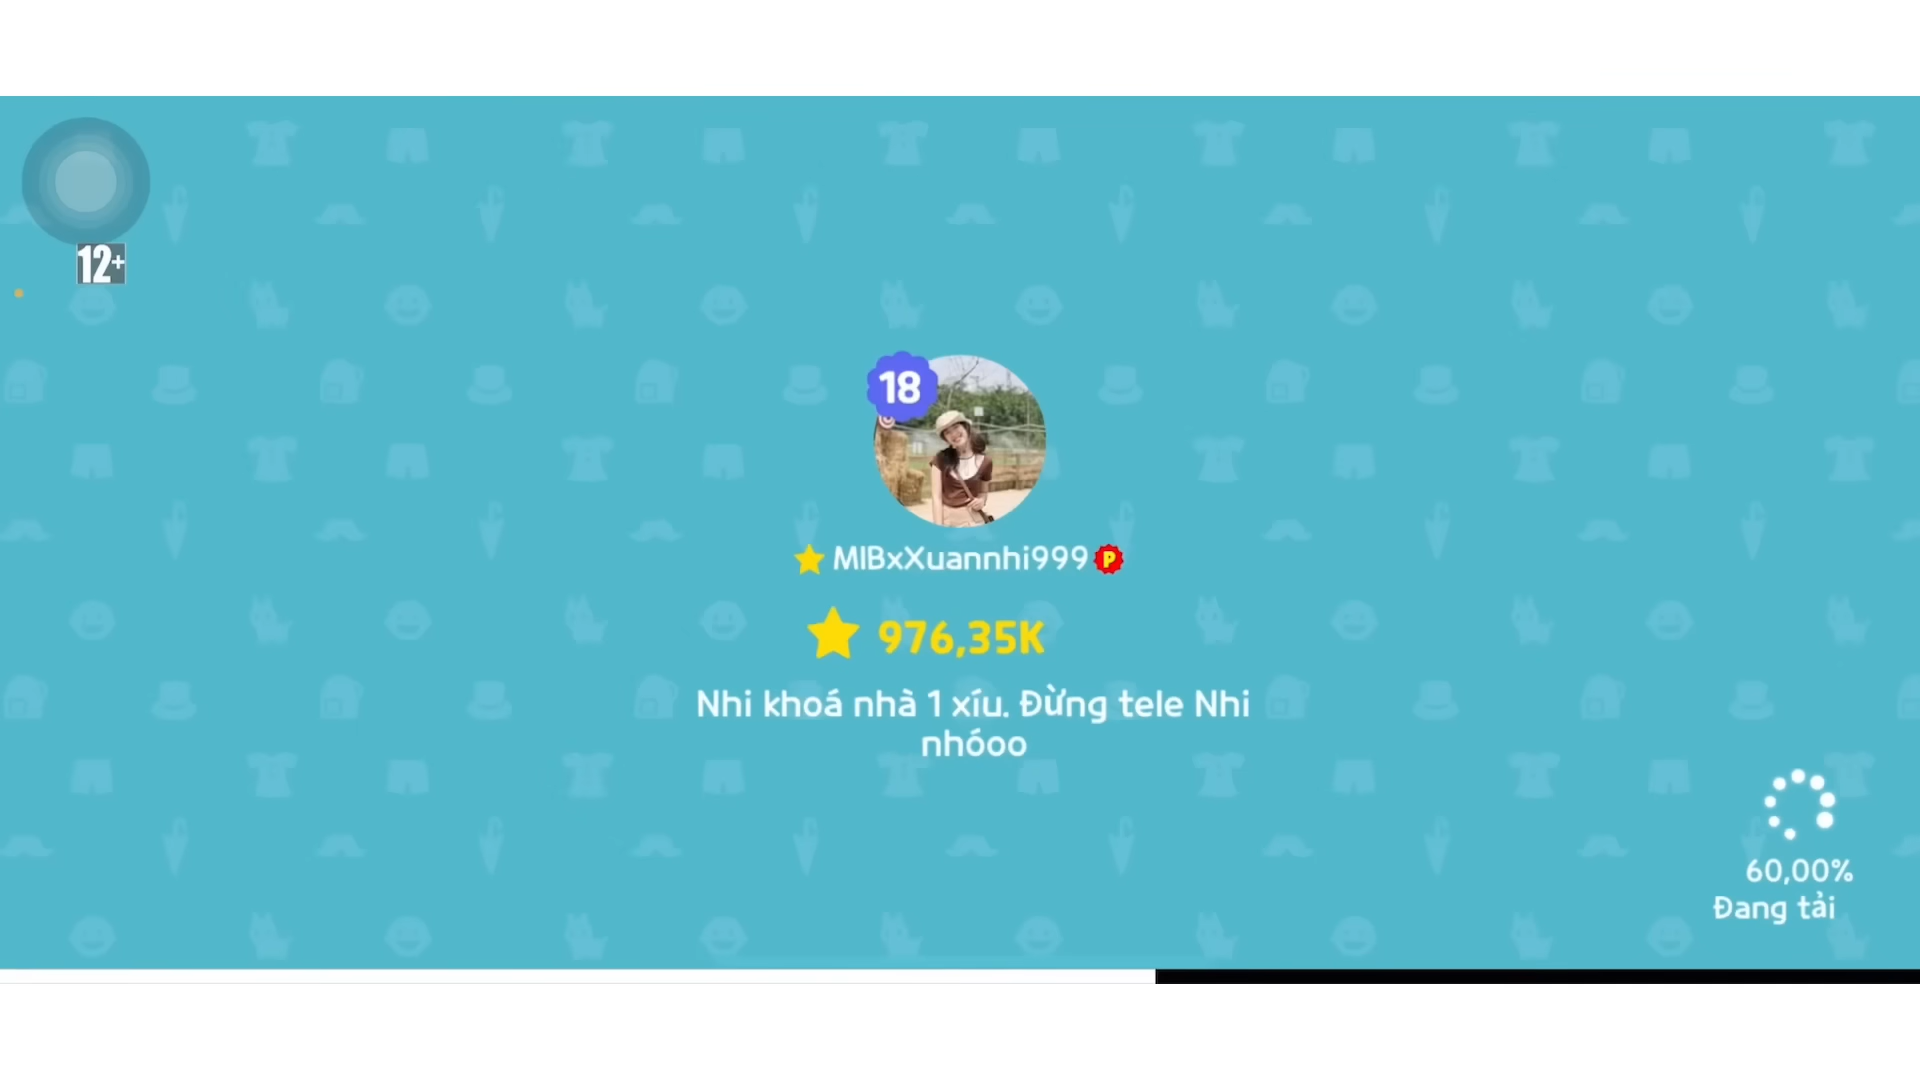 12+
18
MIBxXuannhi999
P
976,35K
Nhi khoá nhà 1 xíu. Đừng tele Nhi
nhóoo
60,00%
Đang tải